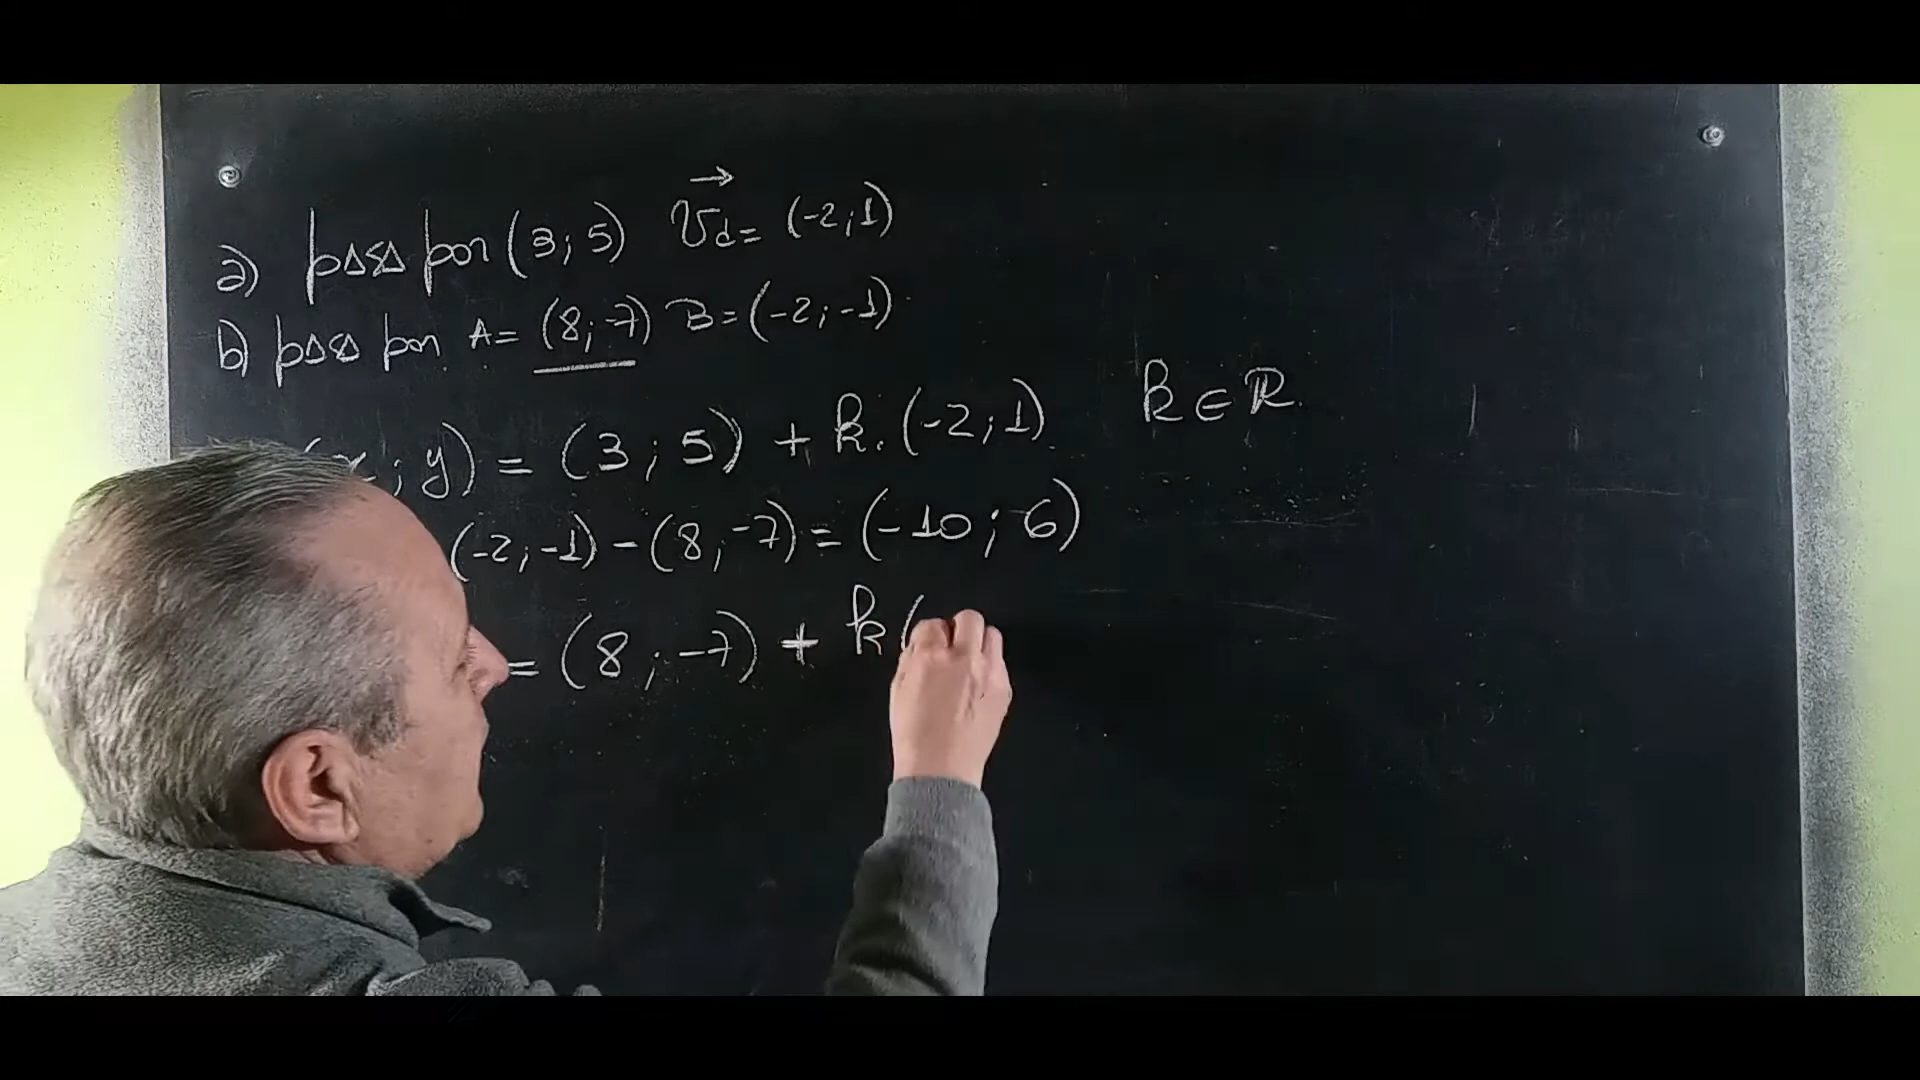 a) pasa por (3; 5) V⃗d= (-2;1)
b) pasa por A= (8;-7) B=(-2;-1)
(x;y) = (3;5) + k.(-2;1) k∈ℝ
(-2;-1)-(8;-7)=(-10;6)
= (8;-7) + k(